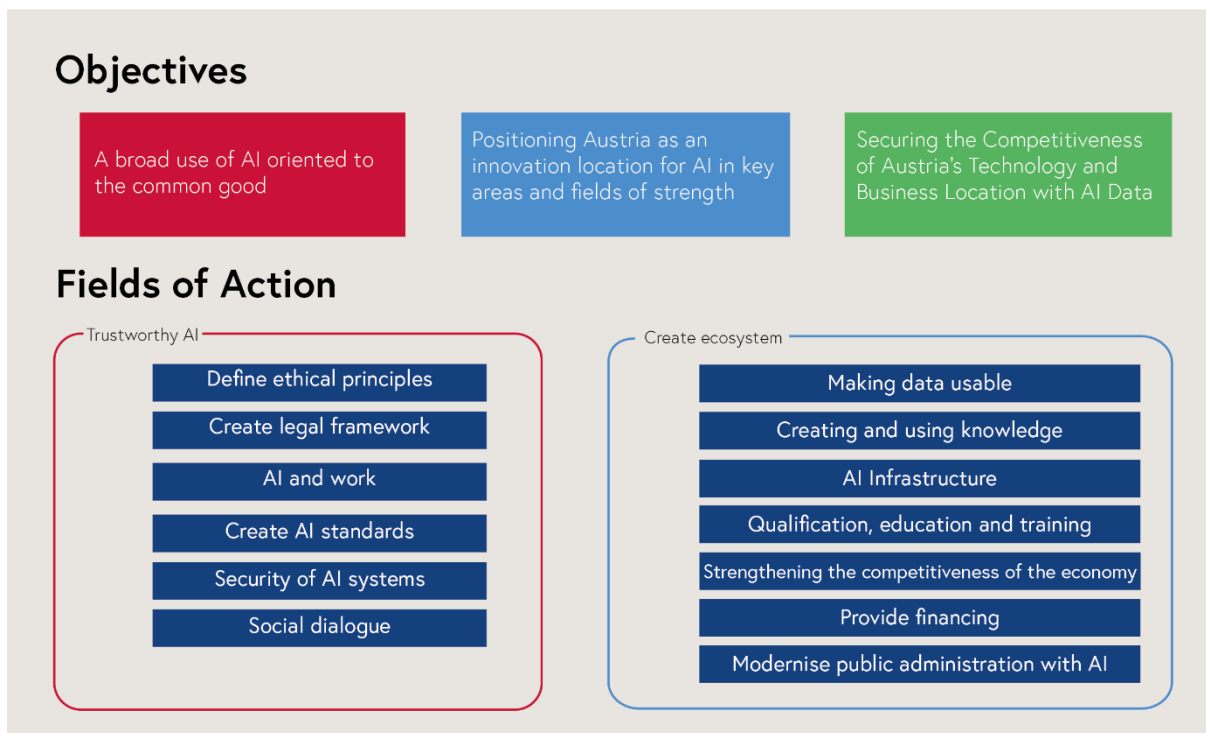 Objectives
A broad use of AI oriented to
the common good
Positioning Austria as an
innovation location for AI in key
areas and fields of strength
Securing the Competitiveness
of Austria's Technology and
Business Location with AI Data
Fields of Action
Trustworthy AI
Define ethical principles
Create legal framework
AI and work
Create AI standards
Security of AI systems
Social dialogue
Create ecosystem
Making data usable
Creating and using knowledge
AI Infrastructure
Qualification, education and training
Strengthening the competitiveness of the economy
Provide financing
Modernise public administration with AI